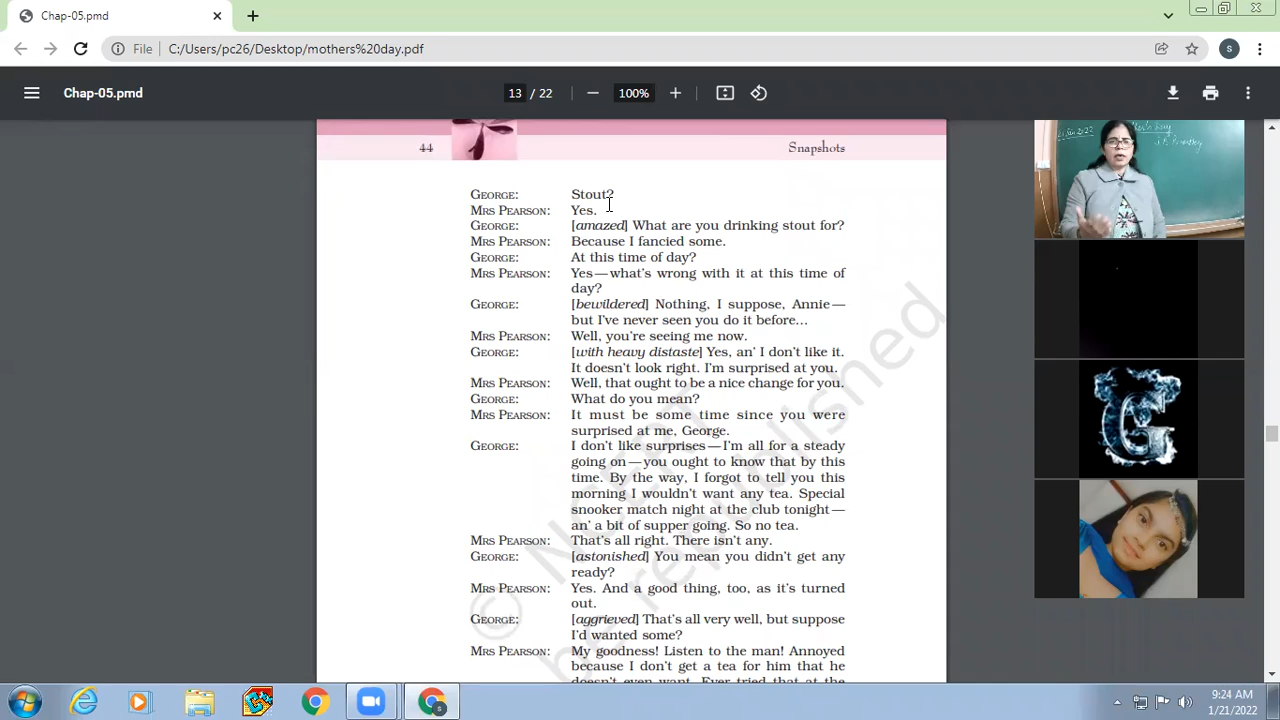 Chap-05.pmd
File C:/Users/pc26/Desktop/mothers%20day.pdf
S
Chap-05.pmd
13 / 22
100%
44 Snapshots
GEORGE: Stout?
MRS PEARSON: Yes.
GEORGE: [amazed] What are you drinking stout for?
MRS PEARSON: Because I fancied some.
GEORGE: At this time of day?
MRS PEARSON: Yes—what's wrong with it at this time of
day?
GEORGE: [bewildered] Nothing, I suppose, Annie—
but I've never seen you do it before...
MRS PEARSON: Well, you're seeing me now.
GEORGE: [with heavy distaste] Yes, an' I don't like it.
It doesn't look right. I'm surprised at you.
MRS PEARSON: Well, that ought to be a nice change for you.
GEORGE: What do you mean?
MRS PEARSON: It must be some time since you were
surprised at me, George.
GEORGE: I don't like surprises—I'm all for a steady
going on—you ought to know that by this
time. By the way, I forgot to tell you this
morning I wouldn't want any tea. Special
snooker match night at the club tonight—
an' a bit of supper going. So no tea.
MRS PEARSON: That's all right. There isn't any.
GEORGE: [astonished] You mean you didn't get any
ready?
MRS PEARSON: Yes. And a good thing, too, as it's turned
out.
GEORGE: [aggrieved] That's all very well, but suppose
I'd wanted some?
MRS PEARSON: My goodness! Listen to the man! Annoyed
because I don't get a tea for him that he
doesn't even want. Ever tried that at the
be republished
G
9:24 AM
1/21/2022